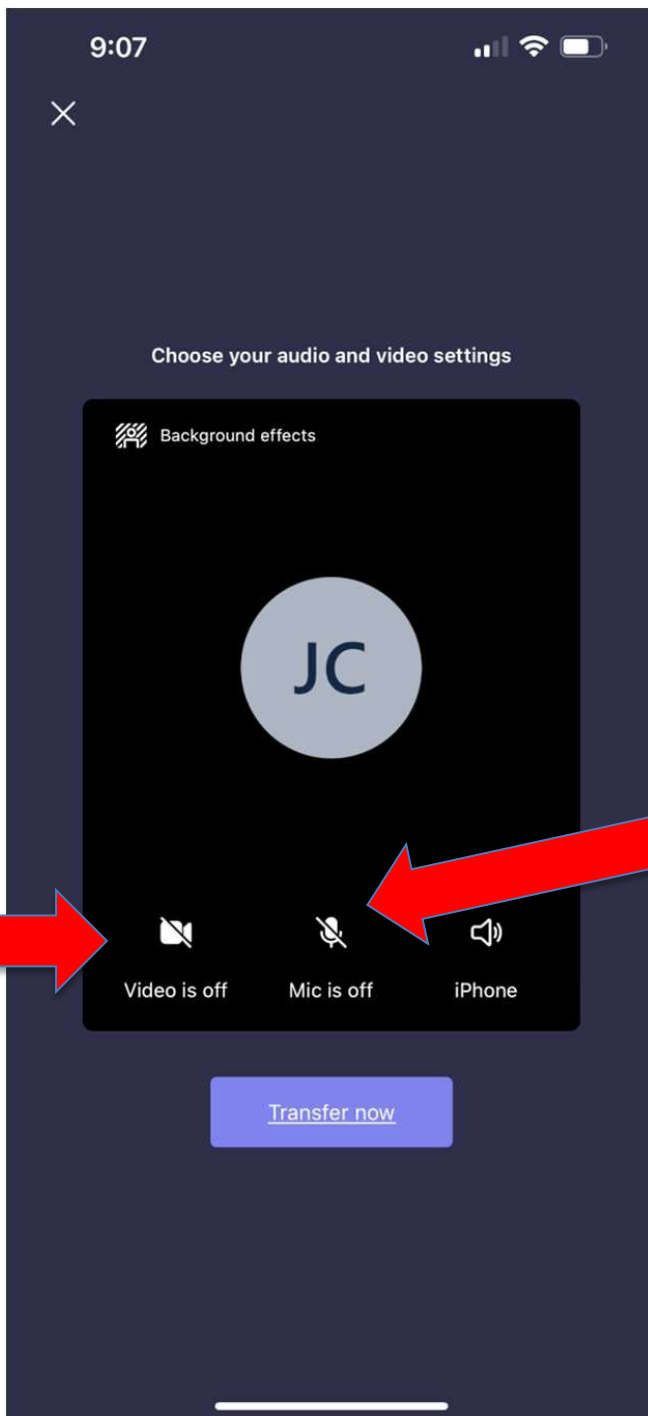 9:07
Choose your audio and video settings
Background effects
JC
Video is off Mic is off iPhone
Transfer now